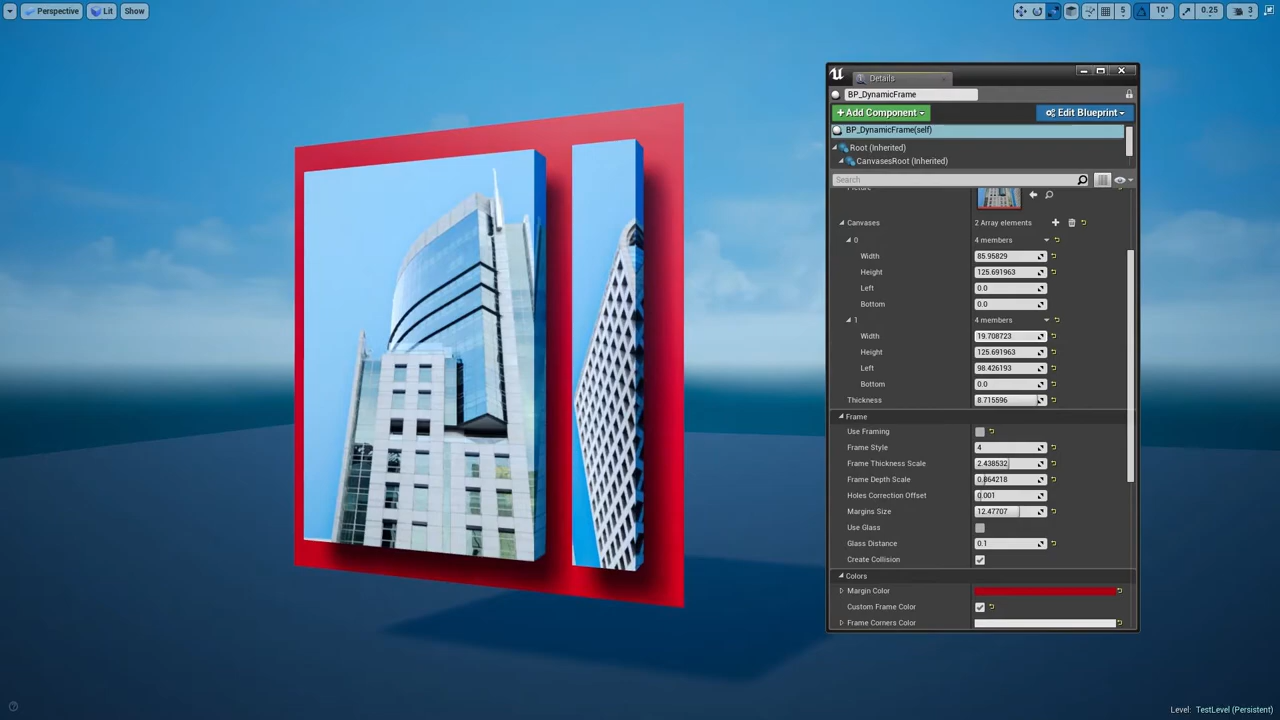 Perspective Lit Show 5 10° 0.25 3
Details
BP_DynamicFrame
+Add Component Edit Blueprint
BP_DynamicFrame(self)
Root (Inherited)
CanvasesRoot (Inherited)
Search
Canvases 2 Array elements
0 4 members
Width 85.95829
Height 125.691963
Left 0.0
Bottom 0.0
1 4 members
Width 19.708723
Height 125.691963
Left 98.426193
Bottom 0.0
Thickness 8.715596
Frame
Use Framing
Frame Style 4
Frame Thickness Scale 2.438532
Frame Depth Scale 0.864218
Holes Correction Offset 0.001
Margins Size 12.47707
Use Glass
Glass Distance 0.1
Create Collision
Colors
Margin Color
Custom Frame Color
Frame Corners Color
Level: TestLevel (Persistent)